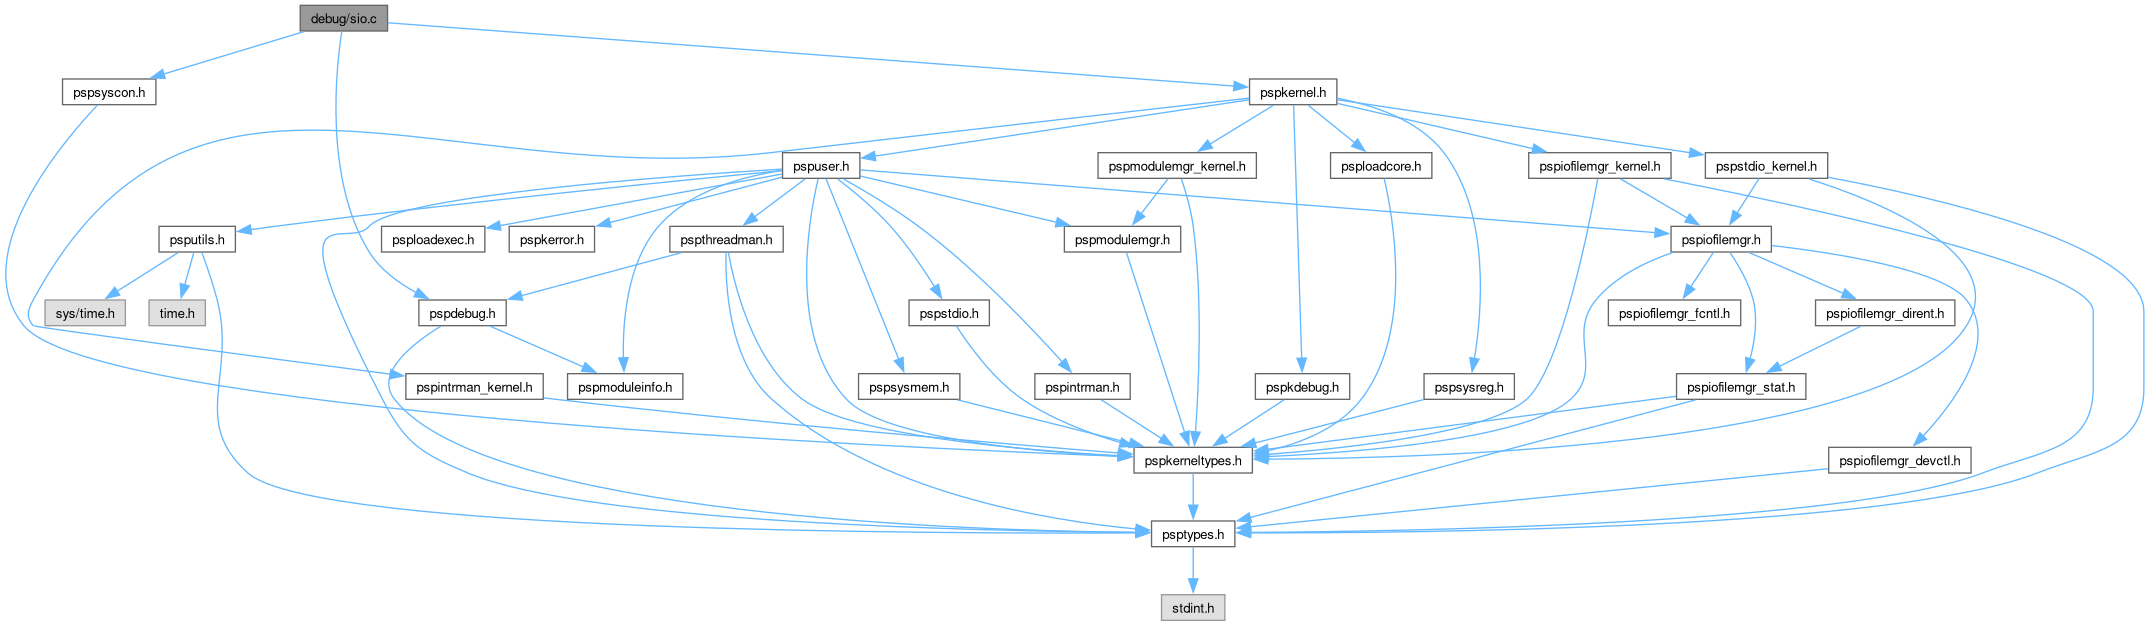 debug/sio.c
pspsyscon.h
pspkernel.h
pspuser.h
pspmodulemgr_kernel.h
psploadcore.h
pspiofilemgr_kernel.h
pspstdio_kernel.h
psputils.h
psploadexec.h
pspkerror.h
pspthreadman.h
pspmodulemgr.h
pspiofilemgr.h
sys/time.h
time.h
pspdebug.h
pspstdio.h
pspiofilemgr_fcntl.h
pspiofilemgr_dirent.h
pspintrman_kernel.h
pspmoduleinfo.h
pspsysmem.h
pspintrman.h
pspkdebug.h
pspsysreg.h
pspiofilemgr_stat.h
pspkerneltypes.h
pspiofilemgr_devctl.h
psptypes.h
stdint.h